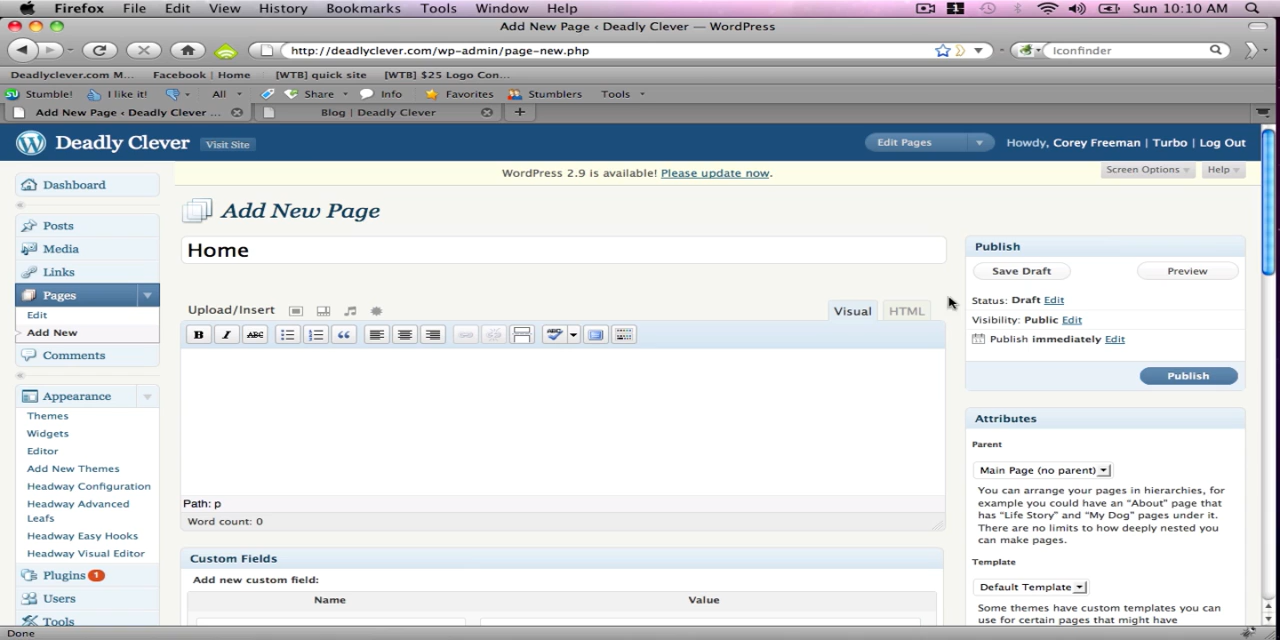 Firefox File Edit View History Bookmarks Tools Window Help 1 Sun 10:10 AM
Add New Page ‹ Deadly Clever — WordPress
http://deadlyclever.com/wp-admin/page-new.php Iconfinder
Deadlyclever.com M... Facebook | Home [WTB] quick site [WTB] $25 Logo Con...
Stumble! I like it! All Share Info Favorites Stumblers Tools
Add New Page ‹ Deadly Clever ... Blog | Deadly Clever
Deadly Clever Visit Site Edit Pages Howdy, Corey Freeman | Turbo | Log Out
WordPress 2.9 is available! Please update now. Screen Options Help
Dashboard
Posts
Media
Links
Pages
Edit
Add New
Comments
Appearance
Themes
Widgets
Editor
Add New Themes
Headway Configuration
Headway Advanced
Leafs
Headway Easy Hooks
Headway Visual Editor
Plugins 1
Users
Tools
Add New Page
Home
Upload/Insert Visual HTML
B I ABC ABC
Path: p
Word count: 0
Custom Fields
Add new custom field:
Name Value
Publish
Save Draft Preview
Status: Draft Edit
Visibility: Public Edit
Publish immediately Edit
Publish
Attributes
Parent
Main Page (no parent)
You can arrange your pages in hierarchies, for
example you could have an “About” page that
has “Life Story” and “My Dog” pages under it.
There are no limits to how deeply nested you
can make pages.
Template
Default Template
Some themes have custom templates you can
use for certain pages that might have
Done